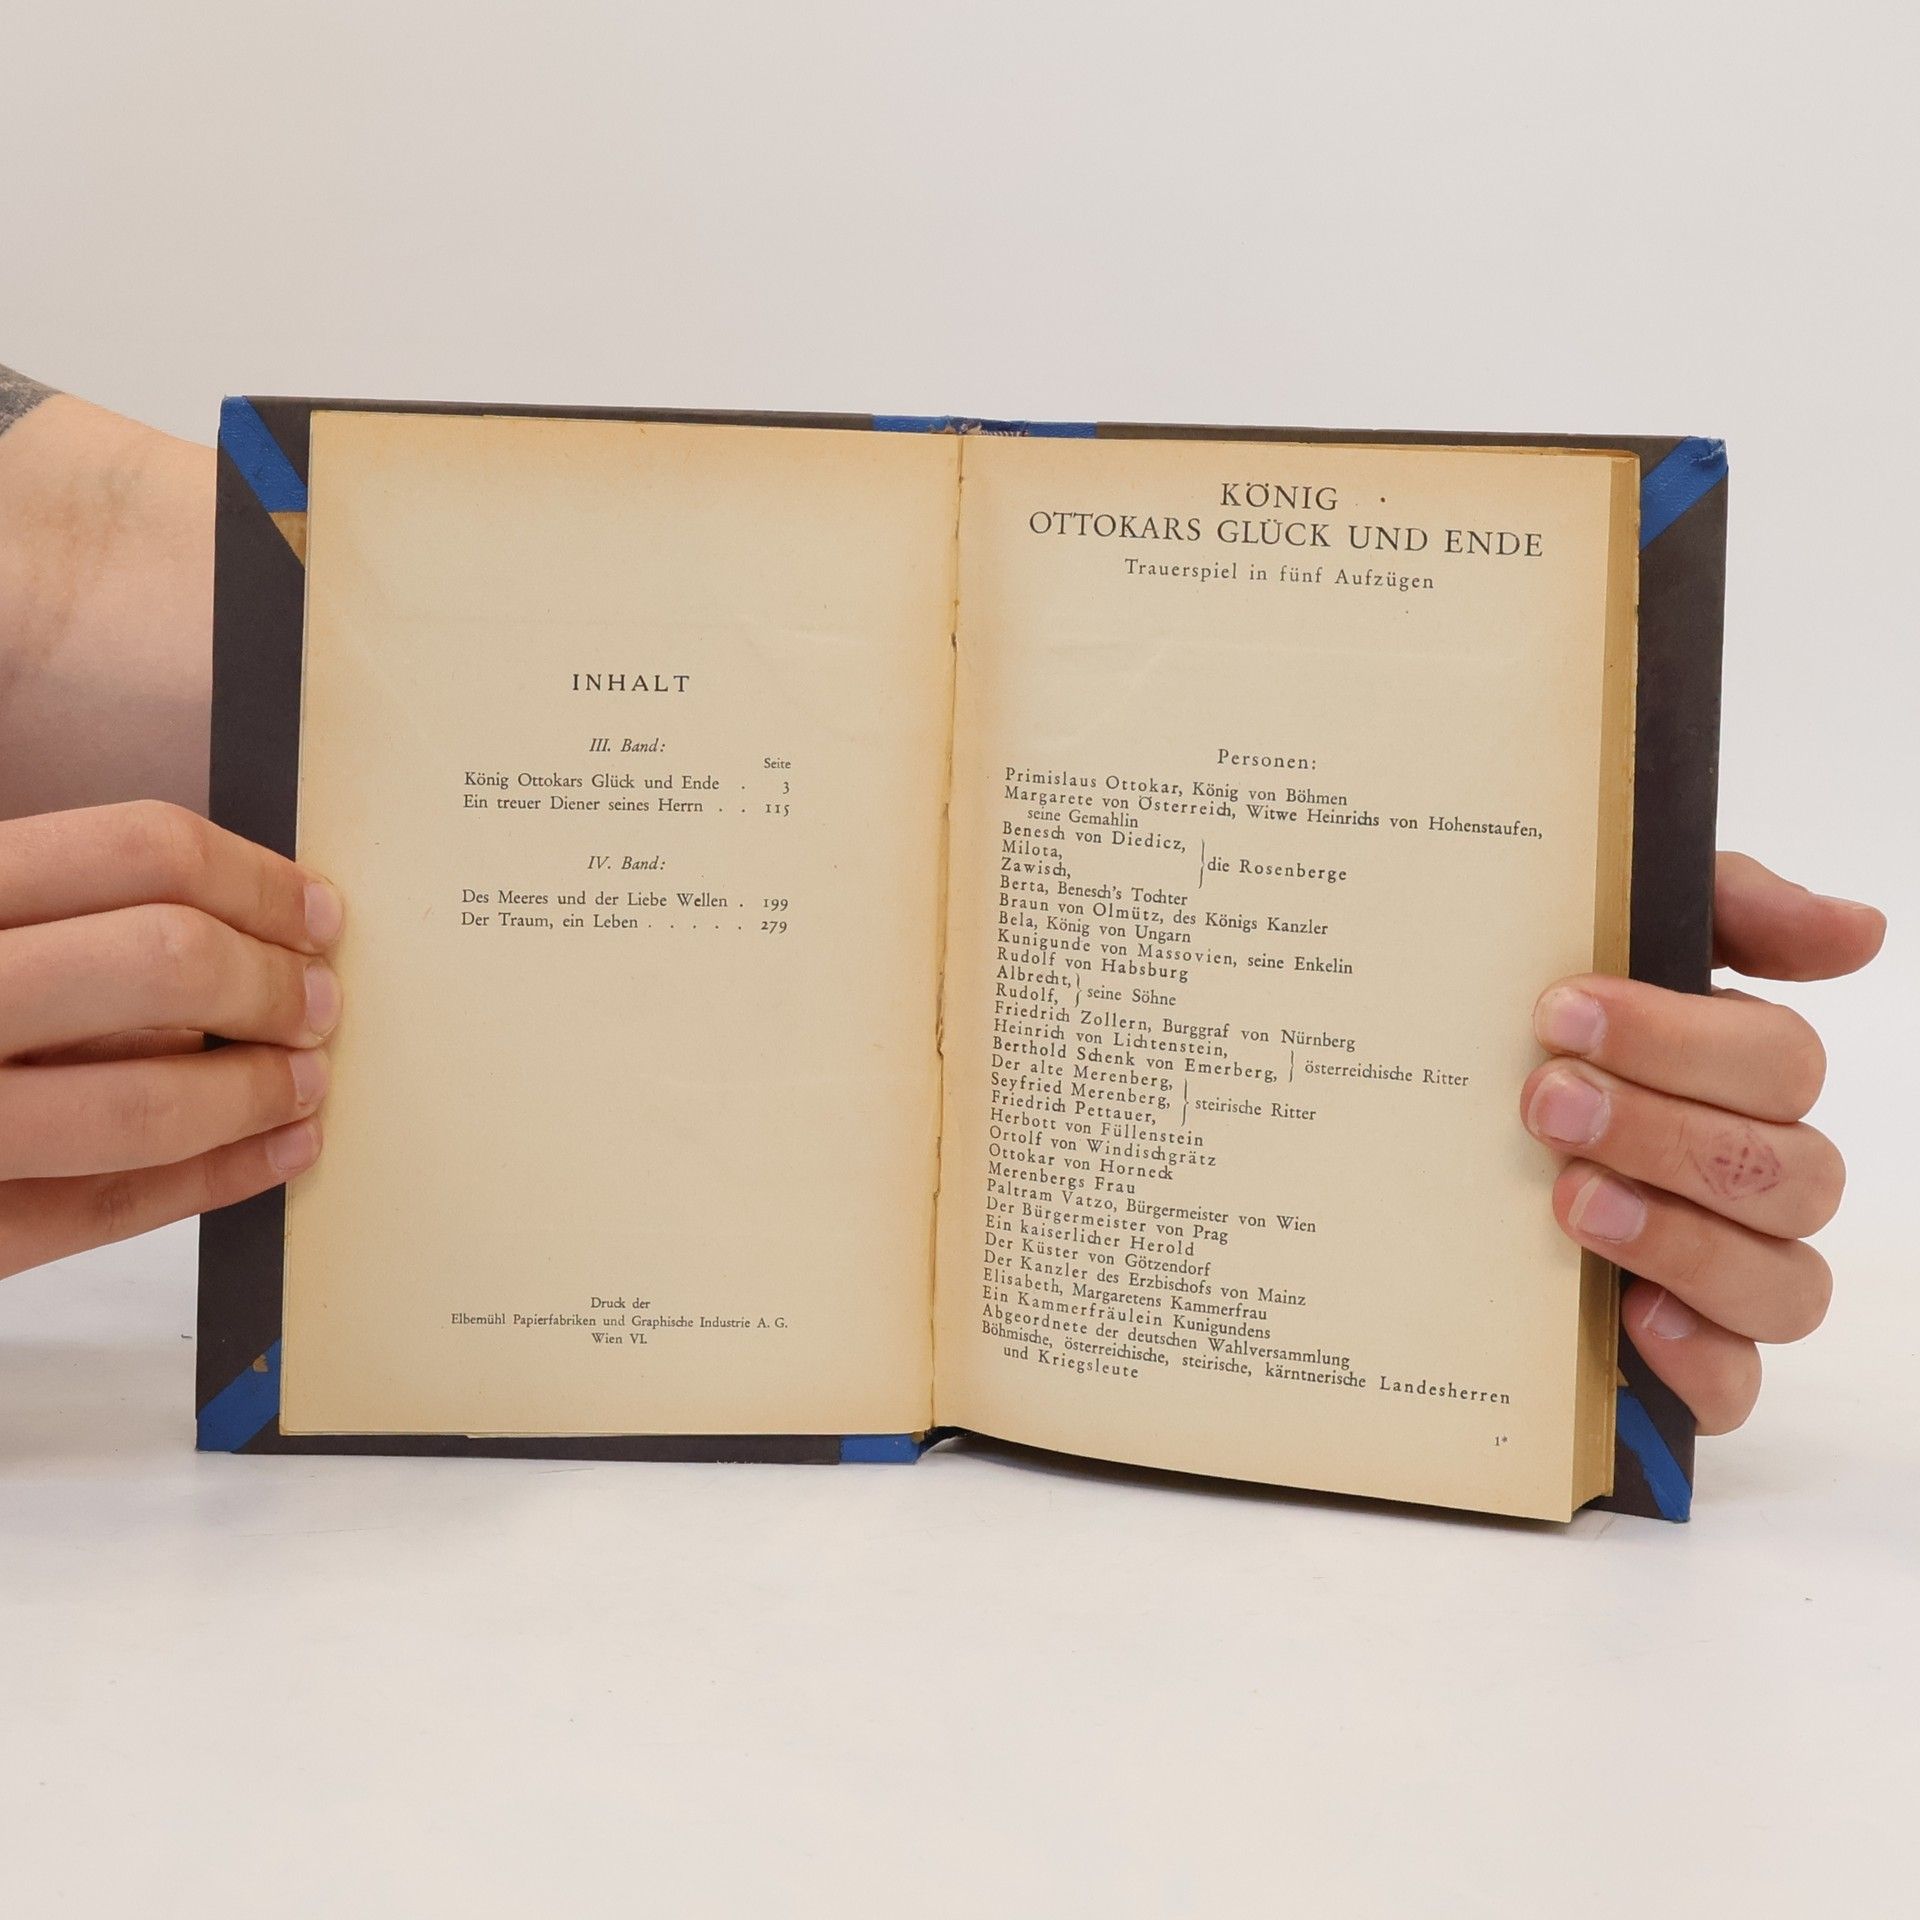 INHALT
III. Band:
Seite
König Ottokars Glück und Ende . 3
Ein treuer Diener seines Herrn . . 115
IV. Band:
Des Meeres und der Liebe Wellen . 199
Der Traum, ein Leben . . . . . 279
Druck der
Elbemühl Papierfabriken und Graphische Industrie A. G.
Wien VI.
KÖNIG
OTTOKARS GLÜCK UND ENDE
Trauerspiel in fünf Aufzügen
Personen:
Primislaus Ottokar, König von Böhmen
Margarete von Österreich, Witwe Heinrichs von Hohenstaufen,
seine Gemahlin
Benesch von Diedicz,
Milota,
Zawisch,
die Rosenberge
Berta, Benesch's Tochter
Braun von Olmütz, des Königs Kanzler
Bela, König von Ungarn
Kunigunde von Massovien, seine Enkelin
Rudolf von Habsburg
Albrecht,
Rudolf,
seine Söhne
Friedrich Zollern, Burggraf von Nürnberg
Heinrich von Lichtenstein,
Berthold Schenk von Emerberg,
österreichische Ritter
Der alte Merenberg,
Seyfried Merenberg,
Friedrich Pettauer,
steirische Ritter
Herbott von Füllenstein
Ortolf von Windischgrätz
Ottokar von Horneck
Merenbergs Frau
Paltram Vatzo, Bürgermeister von Wien
Der Bürgermeister von Prag
Ein kaiserlicher Herold
Der Küster von Götzendorf
Der Kanzler des Erzbischofs von Mainz
Elisabeth, Margaretens Kammerfrau
Ein Kammerfräulein Kunigundens
Abgeordnete der deutschen Wahlversammlung
Böhmische, österreichische, steirische, kärntnerische Landesherren
und Kriegsleute
1*